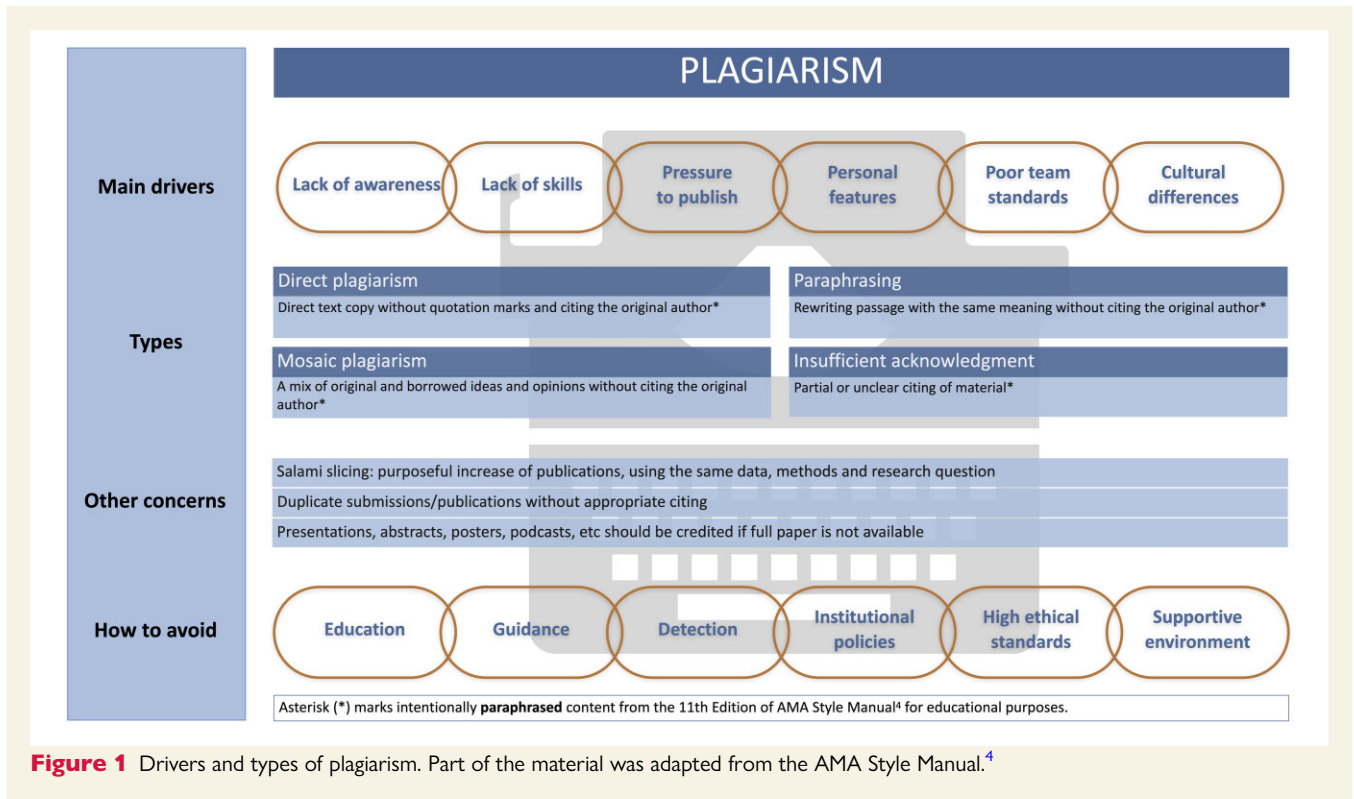 PLAGIARISM
Main drivers
Lack of awareness
Lack of skills
Pressure
to publish
Personal
features
Poor team
standards
Cultural
differences
Types
Direct plagiarism
Direct text copy without quotation marks and citing the original author*
Paraphrasing
Rewriting passage with the same meaning without citing the original author*
Mosaic plagiarism
A mix of original and borrowed ideas and opinions without citing the original
author*
Insufficient acknowledgment
Partial or unclear citing of material*
Other concerns
Salami slicing: purposeful increase of publications, using the same data, methods and research question
Duplicate submissions/publications without appropriate citing
Presentations, abstracts, posters, podcasts, etc should be credited if full paper is not available
How to avoid
Education
Guidance
Detection
Institutional
policies
High ethical
standards
Supportive
environment
Asterisk (*) marks intentionally paraphrased content from the 11th Edition of AMA Style Manual⁴ for educational purposes.
Figure 1 Drivers and types of plagiarism. Part of the material was adapted from the AMA Style Manual.⁴